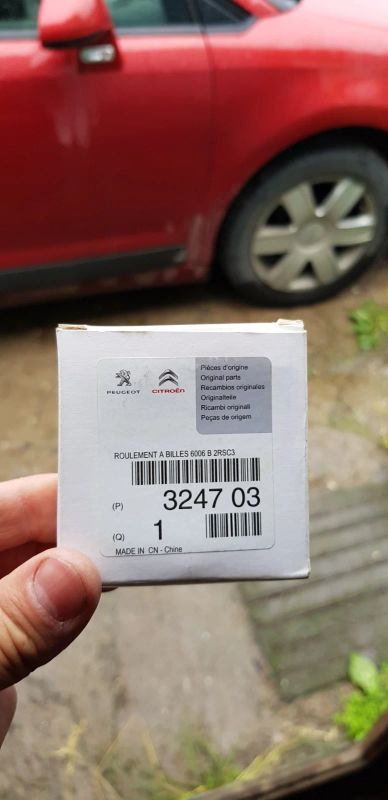 PEUGEOT
CITROËN
Pièces d'origine
Original parts
Recambios originales
Originalteile
Ricambi originali
Peças de origem
ROULEMENT A BILLES 6006 B 2RSC3
(P) 3247 03
(Q) 1
MADE IN CN - Chine